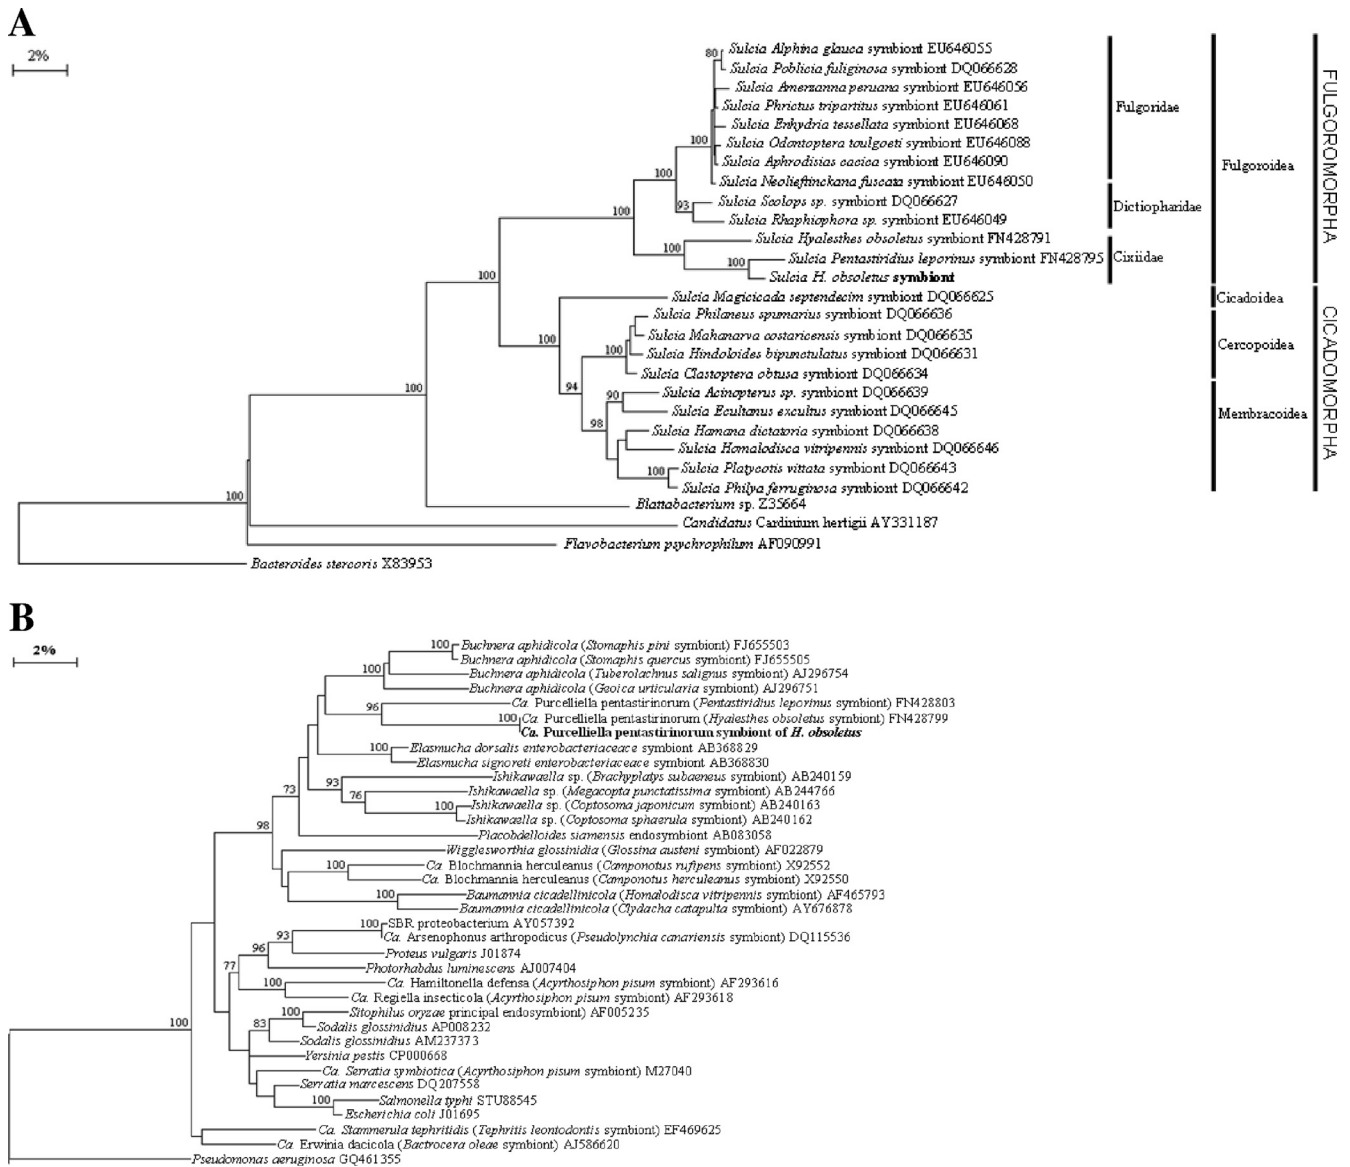 A
2%
80
Sulcia Alphina glauca symbiont EU646055
Sulcia Poblicia fuliginosa symbiont DQ066628
Sulcia Amerzanna peruana symbiont EU646056
Sulcia Phrictus tripartitus symbiont EU646061
Sulcia Enhydria tessellata symbiont EU646068
Sulcia Odontoptera toulgoeti symbiont EU646088
100
Sulcia Aphrodisias cacica symbiont EU646090
Sulcia Neolieftinckana fuscata symbiont EU646050
Fulgoridae
100
Sulcia Scolops sp. symbiont DQ066627
93
Sulcia Rhaphiophora sp. symbiont EU646049
Dictiopharidae
100
Sulcia Hyalesthes obsoletus symbiont FN428791
100
Sulcia Pentastiridius leporinus symbiont FN428795
100
Sulcia H. obsoletus symbiont
Cixiidae
Fulgoroidea
FULGOROMORPHA
100
Sulcia Magicicada septendecim symbiont DQ066625
Cicadoidea
Sulcia Philaneus spumarius symbiont DQ066636
Sulcia Mahanarva costaricensis symbiont DQ066635
100
100
Sulcia Hindoloides bipunctulatus symbiont DQ066631
Sulcia Clastoptera obtusa symbiont DQ066634
Cercopoidea
100
94
90
Sulcia Acinopterus sp. symbiont DQ066639
Sulcia Ecultanus excultus symbiont DQ066645
98
Sulcia Hamana dictatoria symbiont DQ066638
Sulcia Homalodisca vitripennis symbiont DQ066646
100
Sulcia Platycotis vittata symbiont DQ066643
Sulcia Philya ferruginosa symbiont DQ066642
Membracoidea
CICADOMORPHA
100
Blattabacterium sp. Z35664
Candidatus Cardinium hertigii AY331187
Flavobacterium psychrophilum AF090991
Bacteroides stercoris X83953
B
2%
100
Buchnera aphidicola (Stomaphis pini symbiont) FJ655503
Buchnera aphidicola (Stomaphis quercus symbiont) FJ655505
100
Buchnera aphidicola (Tuberolachnus salignus symbiont) AJ296754
Buchnera aphidicola (Geoica urticularia symbiont) AJ296751
96
Ca. Purcelliella pentastirinorum (Pentastiridius leporinus symbiont) FN428803
100
Ca. Purcelliella pentastirinorum (Hyalesthes obsoletus symbiont) FN428799
Ca. Purcelliella pentastirinorum symbiont of H. obsoletus
100
Elasmucha dorsalis enterobacteriaceace symbiont AB368829
Elasmucha signoreti enterobacteriaceace symbiont AB368830
93
Ishikawaella sp. (Brachyplatys subaeneus symbiont) AB240159
73
76
Ishikawaella sp. (Megacopta punctatissima symbiont) AB244766
100
Ishikawaella sp. (Coptosoma japonicum symbiont) AB240163
Ishikawaella sp. (Coptosoma sphaerula symbiont) AB240162
98
Placobdelloides siamensis endosymbiont AB083058
Wigglesworthia glossinidia (Glossina austeni symbiont) AF022879
100
Ca. Blochmannia herculeanus (Camponotus rufipens symbiont) X92552
Ca. Blochmannia herculeanus (Camponotus herculeanus symbiont) X92550
100
Baumannia cicadellinicola (Homalodisca vitripennis symbiont) AF465793
Baumannia cicadellinicola (Clydacha catapulta symbiont) AY676878
100
SBR proteobacterium AY057392
93
Ca. Arsenophonus arthropodicus (Pseudolynchia canariensis symbiont) DQ115536
96
Proteus vulgaris J01874
77
Photorhabdus luminescens AJ007404
100
Ca. Hamiltonella defensa (Acyrthosiphon pisum symbiont) AF293616
Ca. Regiella insecticola (Acyrthosiphon pisum symbiont) AF293618
100
Sitophilus oryzae principal endosymbiont) AF005235
83
Sodalis glossinidius AP008232
100
Sodalis glossinidius AM237373
Yersinia pestis CP000668
Ca. Serratia symbiotica (Acyrthosiphon pisum symbiont) M27040
Serratia marcescens DQ207558
100
Salmonella typhi STU88545
Escherichia coli J01695
Ca. Stammerula tephritidis (Tephritis leontodontis symbiont) EF469625
Ca. Erwinia dacicola (Bactrocera oleae symbiont) AJ586620
Pseudomonas aeruginosa GQ461355